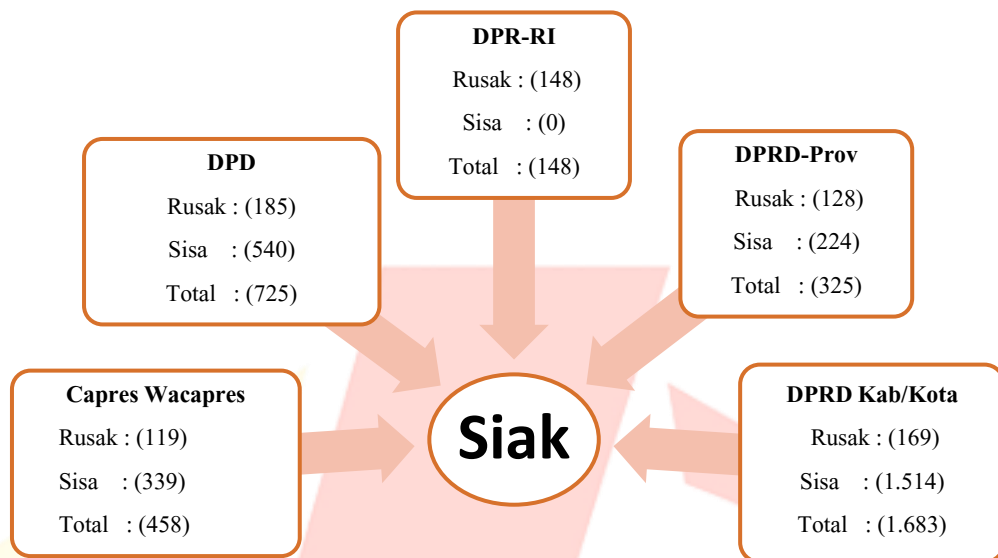 DPR-RI
Rusak : (148)
Sisa : (0)
Total : (148)
DPD
Rusak : (185)
Sisa : (540)
Total : (725)
DPRD-Prov
Rusak : (128)
Sisa : (224)
Total : (325)
Capres Wacapres
Rusak : (119)
Sisa : (339)
Total : (458)
Siak
DPRD Kab/Kota
Rusak : (169)
Sisa : (1.514)
Total : (1.683)